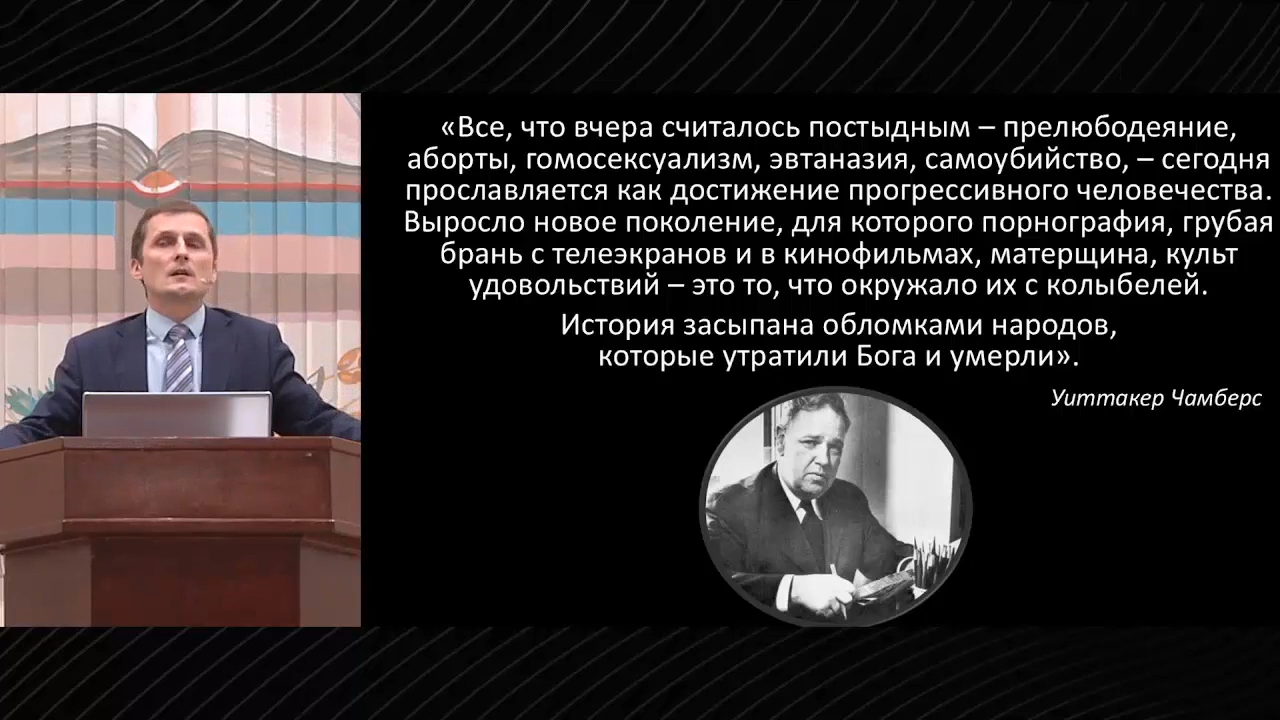 «Все, что вчера считалось постыдным – прелюбодеяние,
аборты, гомосексуализм, эвтаназия, самоубийство, – сегодня
прославляется как достижение прогрессивного человечества.
Выросло новое поколение, для которого порнография, грубая
брань с телеэкранов и в кинофильмах, матерщина, культ
удовольствий – это то, что окружало их с колыбелей.
История засыпана обломками народов,
которые утратили Бога и умерли».
Уиттакер Чамберс